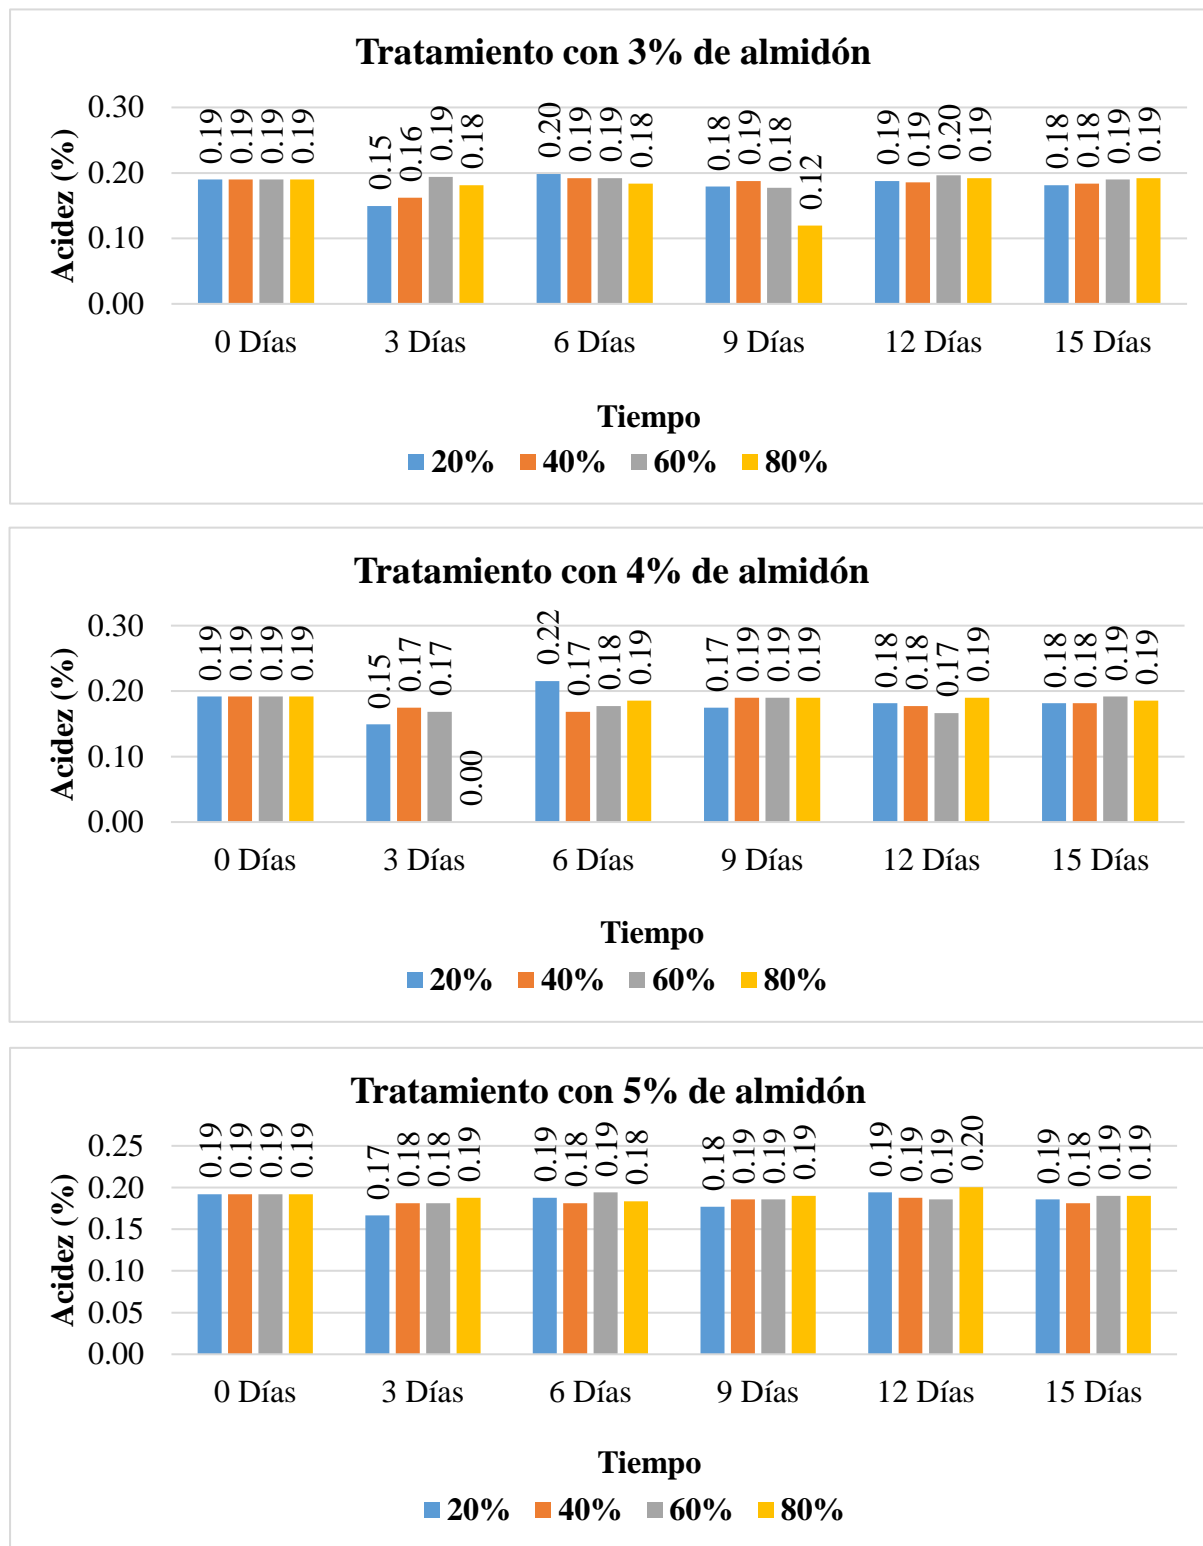 Tratamiento con 3% de almidón
Acidez (%)
0.30
0.20
0.10
0.00
0.19 0.19 0.19 0.19
0.15 0.16 0.19 0.18
0.20 0.19 0.19 0.18
0.18 0.19 0.18 0.12
0.19 0.19 0.20 0.19
0.18 0.18 0.19 0.19
0 Días 3 Días 6 Días 9 Días 12 Días 15 Días
Tiempo
20% 40% 60% 80%
Tratamiento con 4% de almidón
Acidez (%)
0.30
0.20
0.10
0.00
0.19 0.19 0.19 0.19
0.15 0.17 0.17 0.00
0.22 0.17 0.18 0.19
0.17 0.19 0.19 0.19
0.18 0.18 0.17 0.19
0.18 0.18 0.19 0.19
0 Días 3 Días 6 Días 9 Días 12 Días 15 Días
Tiempo
20% 40% 60% 80%
Tratamiento con 5% de almidón
Acidez (%)
0.25
0.20
0.15
0.10
0.05
0.00
0.19 0.19 0.19 0.19
0.17 0.18 0.18 0.19
0.19 0.18 0.19 0.18
0.18 0.19 0.19 0.19
0.19 0.19 0.19 0.20
0.19 0.18 0.19 0.19
0 Días 3 Días 6 Días 9 Días 12 Días 15 Días
Tiempo
20% 40% 60% 80%